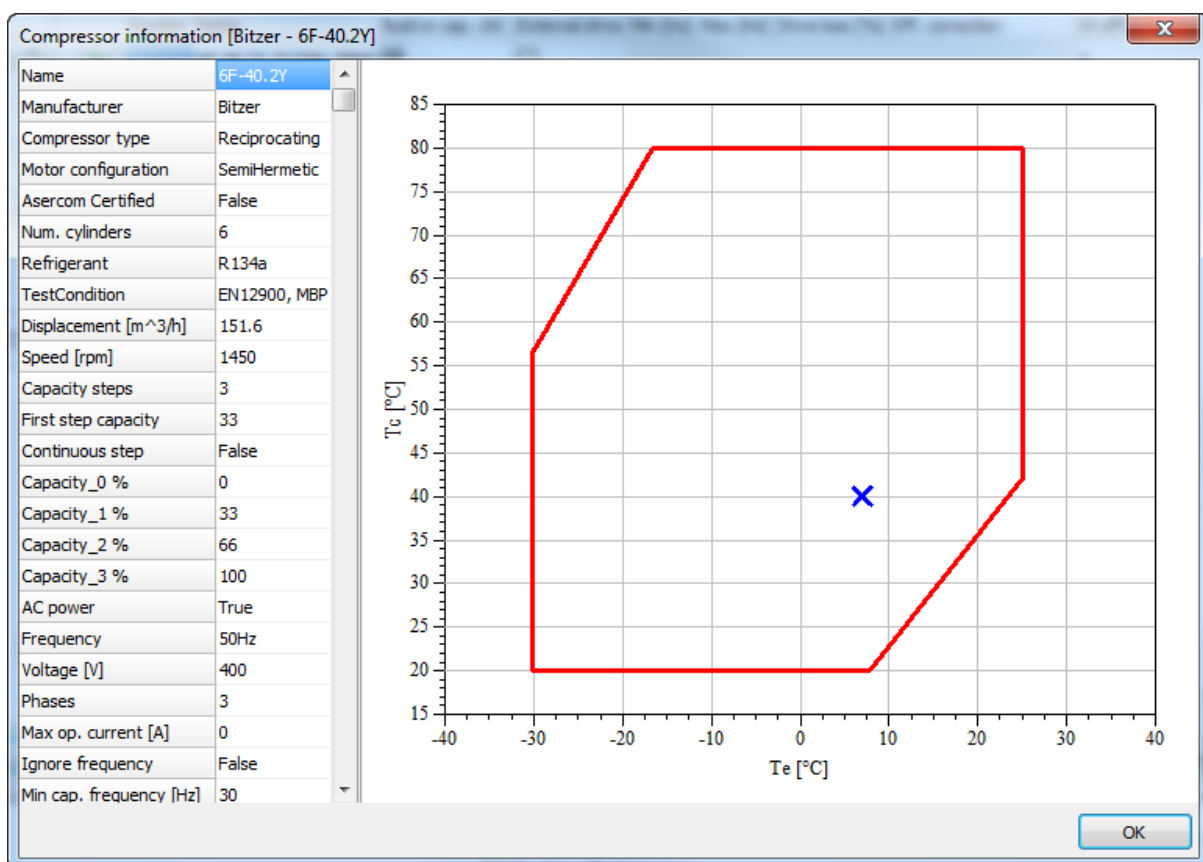 Compressor information [Bitzer - 6F-40.2Y]
Name 6F-40.2Y
Manufacturer Bitzer
Compressor type Reciprocating
Motor configuration SemiHermetic
Asercom Certified False
Num. cylinders 6
Refrigerant R134a
TestCondition EN12900, MBP
Displacement [m^3/h] 151.6
Speed [rpm] 1450
Capacity steps 3
First step capacity 33
Continuous step False
Capacity_0 % 0
Capacity_1 % 33
Capacity_2 % 66
Capacity_3 % 100
AC power True
Frequency 50Hz
Voltage [V] 400
Phases 3
Max op. current [A] 0
Ignore frequency False
Min cap. frequency [Hz] 30
85
80
75
70
65
60
55
50
45
40
35
30
25
20
15
Tc [°C]
-40 -30 -20 -10 0 10 20 30 40
Te [°C]
OK